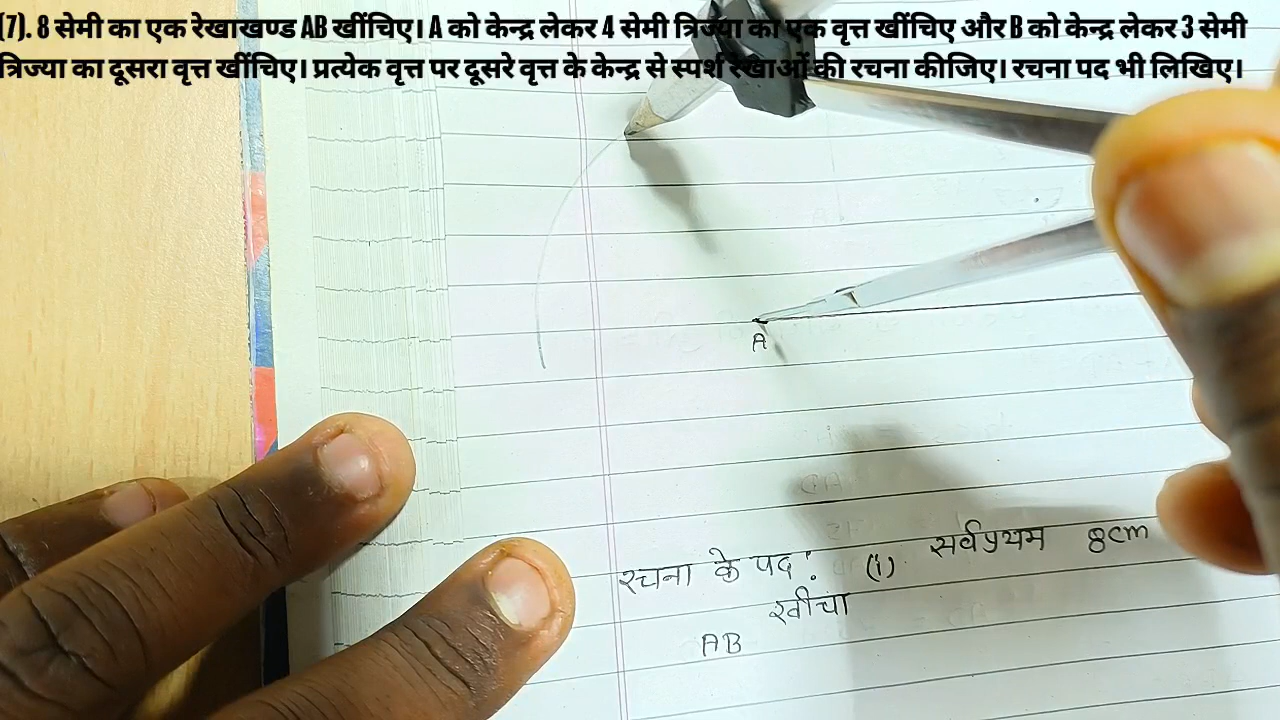 (7). 8 सेमी का एक रेखाखण्ड AB खींचिए। A को केन्द्र लेकर 4 सेमी त्रिज्या का एक वृत्त खींचिए और B को केन्द्र लेकर 3 सेमी
त्रिज्या का दूसरा वृत्त खींचिए। प्रत्येक वृत्त पर दूसरे वृत्त के केन्द्र से स्पर्श रेखाओं की रचना कीजिए। रचना पद भी लिखिए।
A
रचना के पद : (i) सर्वप्रथम 8cm
AB खींचा